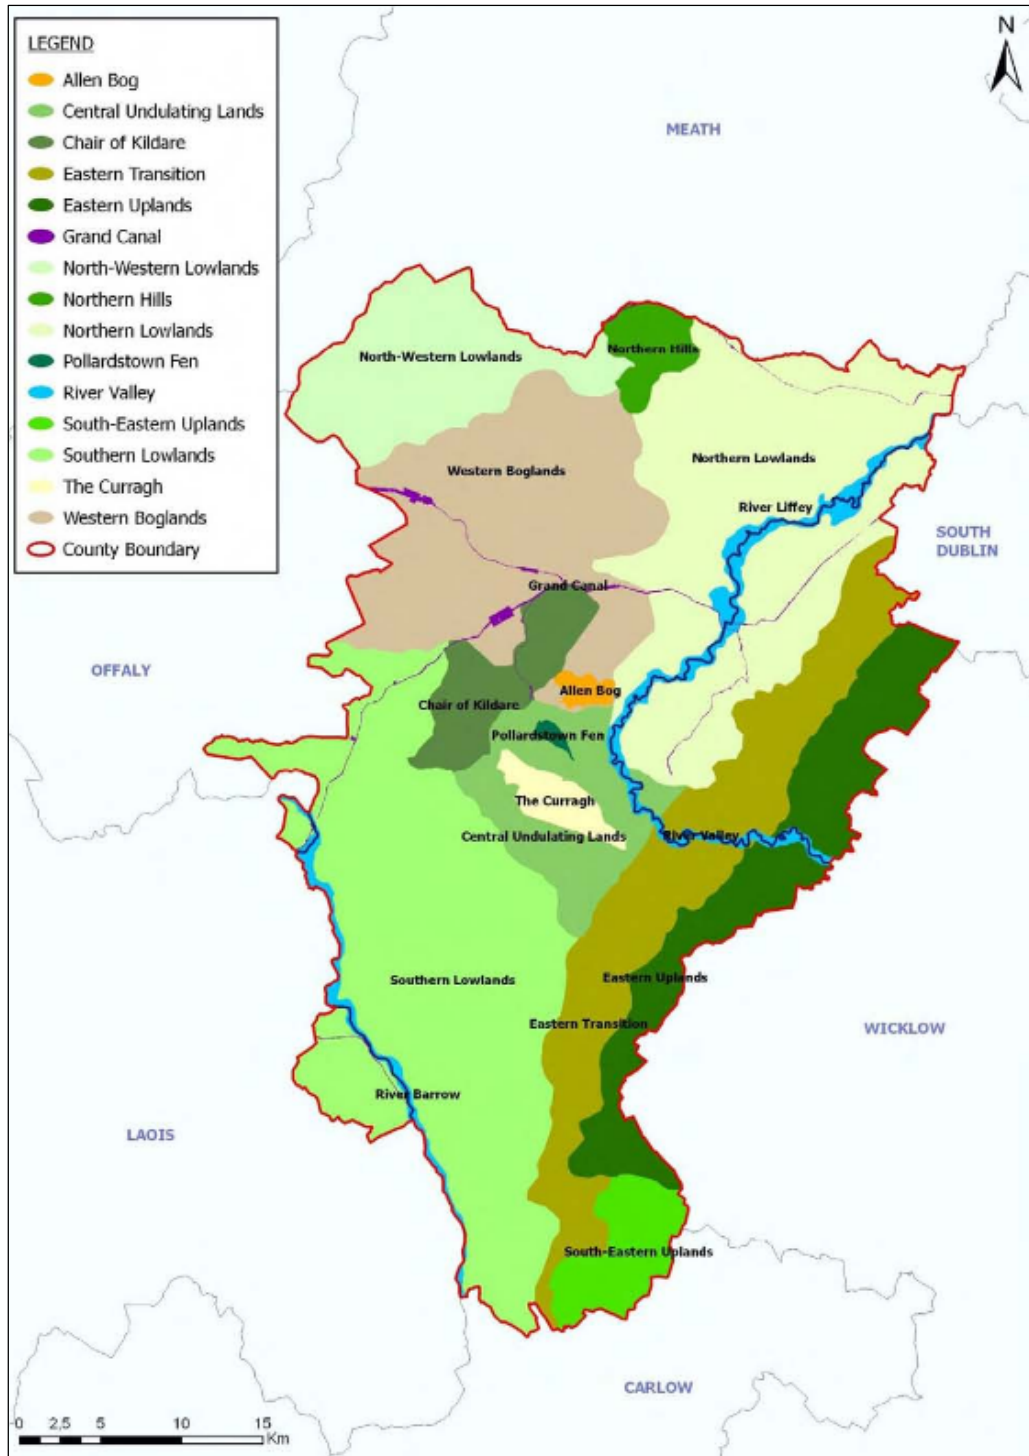 LEGEND
Allen Bog
Central Undulating Lands
Chair of Kildare
Eastern Transition
Eastern Uplands
Grand Canal
North-Western Lowlands
Northern Hills
Northern Lowlands
Pollardstown Fen
River Valley
South-Eastern Uplands
Southern Lowlands
The Curragh
Western Boglands
County Boundary
N
MEATH
North-Western Lowlands
Northern Hills
Western Boglands
Northern Lowlands
River Liffey
SOUTH
DUBLIN
Grand Canal
OFFALY
Allen Bog
Chair of Kildare
Pollardstown Fen
The Curragh
Central Undulating Lands
River Valley
Southern Lowlands
Eastern Uplands
Eastern Transition
WICKLOW
River Barrow
LAOIS
South-Eastern Uplands
CARLOW
0 2,5 5 10 15
Km